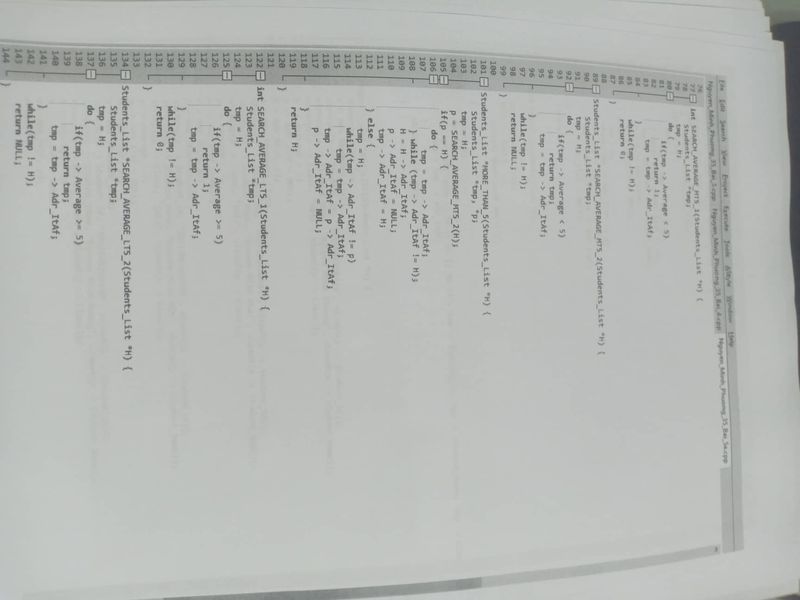 File Edit Search View Project Execute Tools AStyle Window Help
Nguyen_Minh_Phuong_35_Bai_5.cpp Nguyen_Minh_Phuong_35_Bai_4.cpp Nguyen_Minh_Phuong_35_Bai_5a.cpp
76
77 int SEARCH_AVERAGE_MT5_1(Students_List *H) {
78 Students_List *tmp;
79 tmp = H;
80 do {
81 if(tmp -> Average < 5)
82 return 1;
83 tmp = tmp -> Adr_ItAf;
84 }
85 while(tmp != H);
86 return 0;
87 }
88
89 Students_List *SEARCH_AVERAGE_MT5_2(Students_List *H) {
90 Students_List *tmp;
91 tmp = H;
92 do {
93 if(tmp -> Average < 5)
94 return tmp;
95 tmp = tmp -> Adr_ItAf;
96 }
97 while(tmp != H);
98 return NULL;
99 }
100
101 Students_List *MORE_THAN_5(Students_List *H) {
102 Students_List *tmp, *p;
103 tmp = H;
104 p = SEARCH_AVERAGE_MT5_2(H);
105 if(p == H) {
106 do {
107 tmp = tmp -> Adr_ItAf;
108 } while (tmp -> Adr_ItAf != H);
109 H = H -> Adr_ItAf;
110 p -> Adr_ItAf = NULL;
111 tmp -> Adr_ItAf = H;
112 } else {
113 tmp = H;
114 while(tmp -> Adr_ItAf != p)
115 tmp = tmp -> Adr_ItAf;
116 tmp -> Adr_ItAf = p -> Adr_ItAf;
117 p -> Adr_ItAf = NULL;
118 }
119 return H;
120 }
121
122 int SEARCH_AVERAGE_LT5_1(Students_List *H) {
123 Students_List *tmp;
124 tmp = H;
125 do {
126 if(tmp -> Average >= 5)
127 return 1;
128 tmp = tmp -> Adr_ItAf;
129 }
130 while(tmp != H);
131 return 0;
132 }
133
134 Students_List *SEARCH_AVERAGE_LT5_2(Students_List *H) {
135 Students_List *tmp;
136 tmp = H;
137 do {
138 if(tmp -> Average >= 5)
139 return tmp;
140 tmp = tmp -> Adr_ItAf;
141 }
142 while(tmp != H);
143 return NULL;
144 }